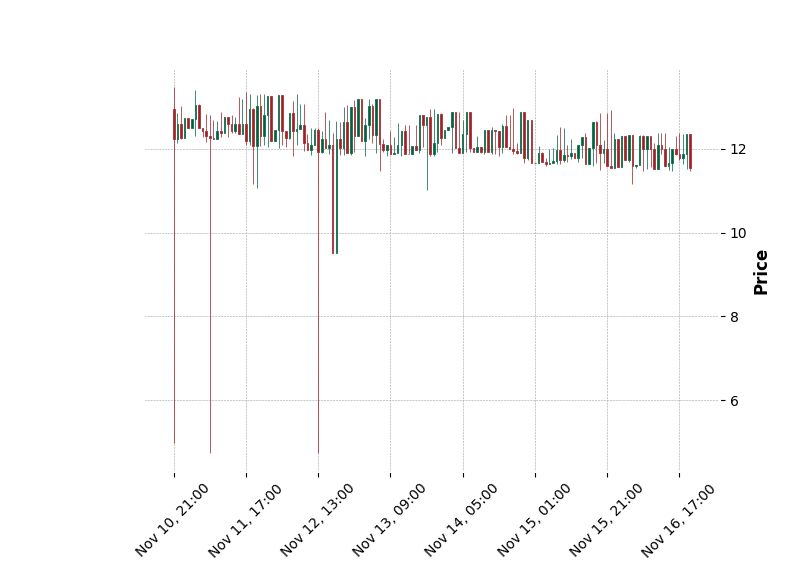 12
10
8
6
Price
Nov 10, 21:00
Nov 11, 17:00
Nov 12, 13:00
Nov 13, 09:00
Nov 14, 05:00
Nov 15, 01:00
Nov 15, 21:00
Nov 16, 17:00